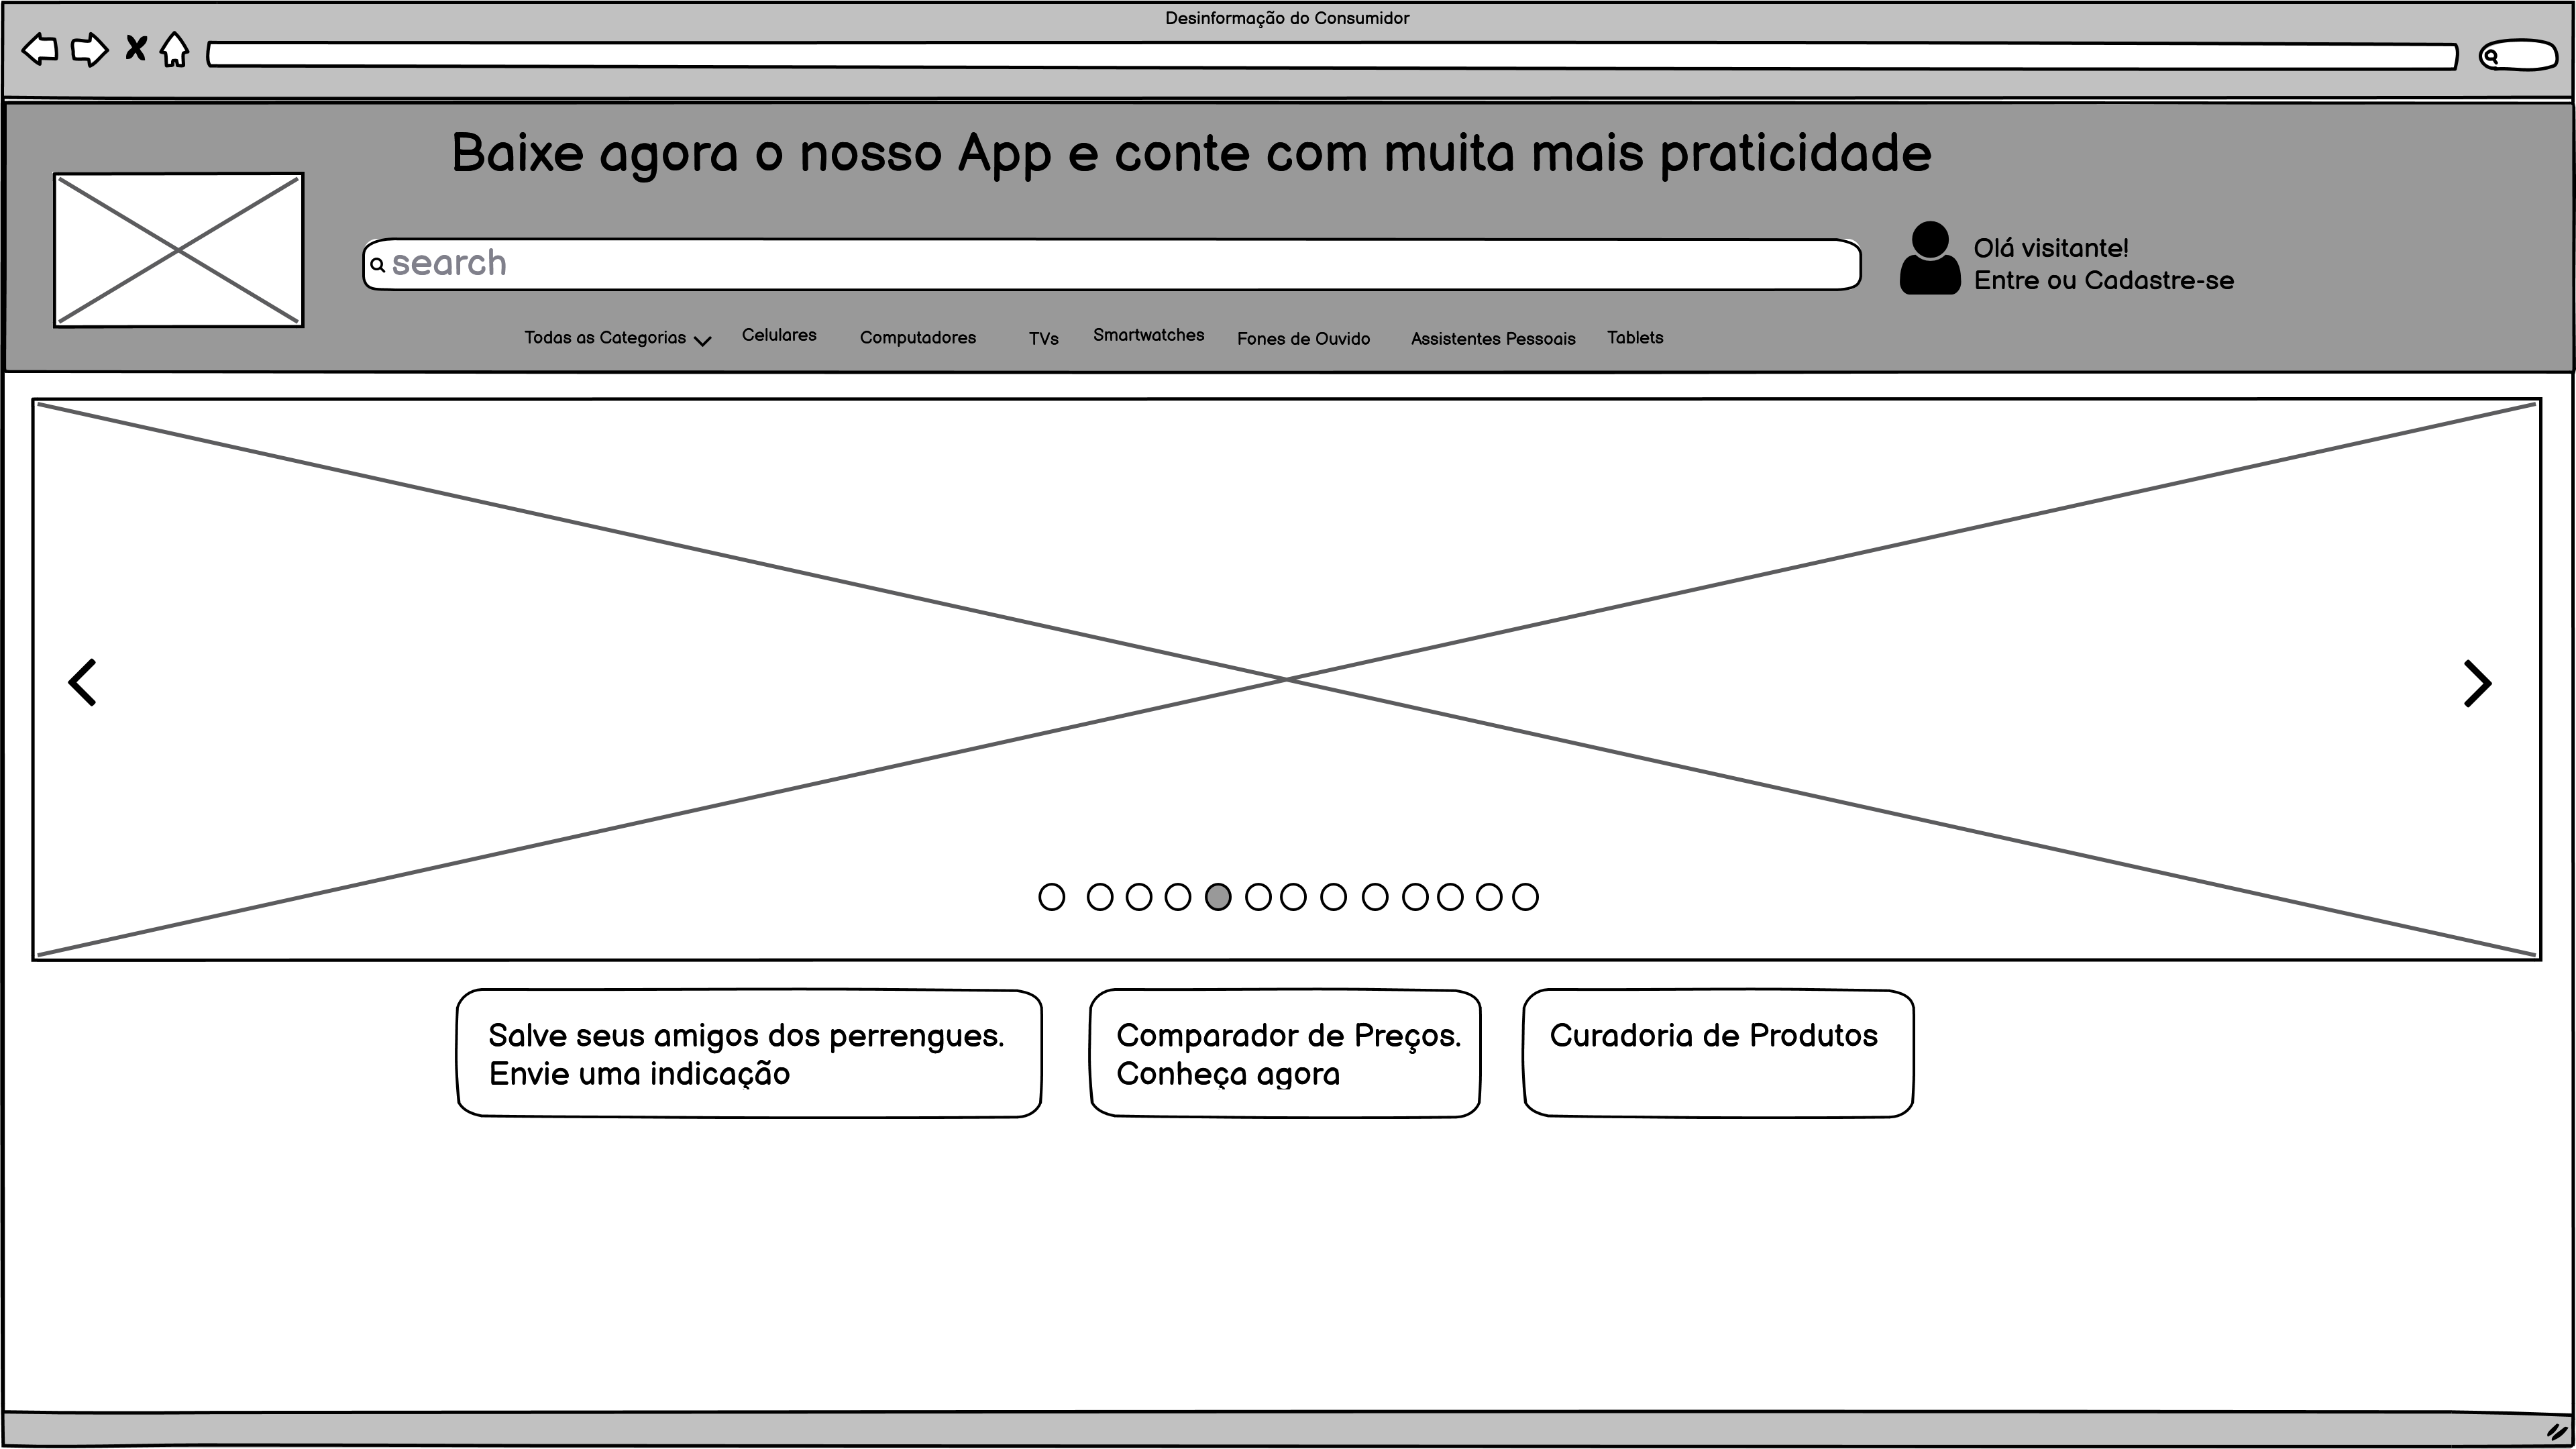 Desinformação do Consumidor
Baixe agora o nosso App e conte com muita mais praticidade
search
Olá visitante!
Entre ou Cadastre-se
Todas as Categorias Celulares Computadores TVs Smartwatches Fones de Ouvido Assistentes Pessoais Tablets
Salve seus amigos dos perrengues.
Envie uma indicação
Comparador de Preços.
Conheça agora
Curadoria de Produtos